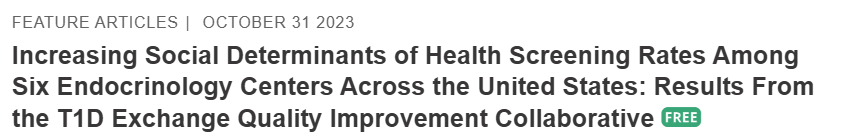 FEATURE ARTICLES | OCTOBER 31 2023
Increasing Social Determinants of Health Screening Rates Among
Six Endocrinology Centers Across the United States: Results From
the T1D Exchange Quality Improvement Collaborative FREE